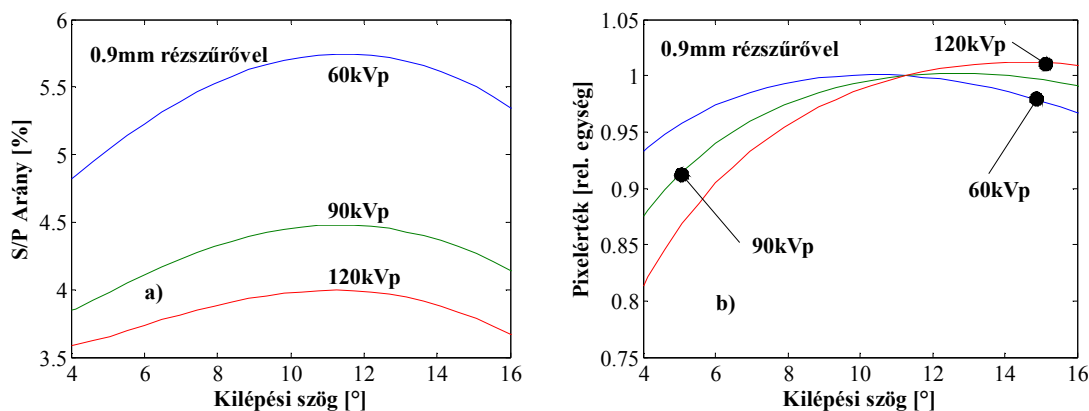 6
5.5
5
4.5
4
3.5
S/P Arány [%]
0.9mm rézszűrővel
60kVp
90kVp
120kVp
a)
4 6 8 10 12 14 16
Kilépési szög [°]
1.05
1
0.95
0.9
0.85
0.8
0.75
Pixelérték [rel. egység]
0.9mm rézszűrővel
120kVp
60kVp
90kVp
b)
4 6 8 10 12 14 16
Kilépési szög [°]